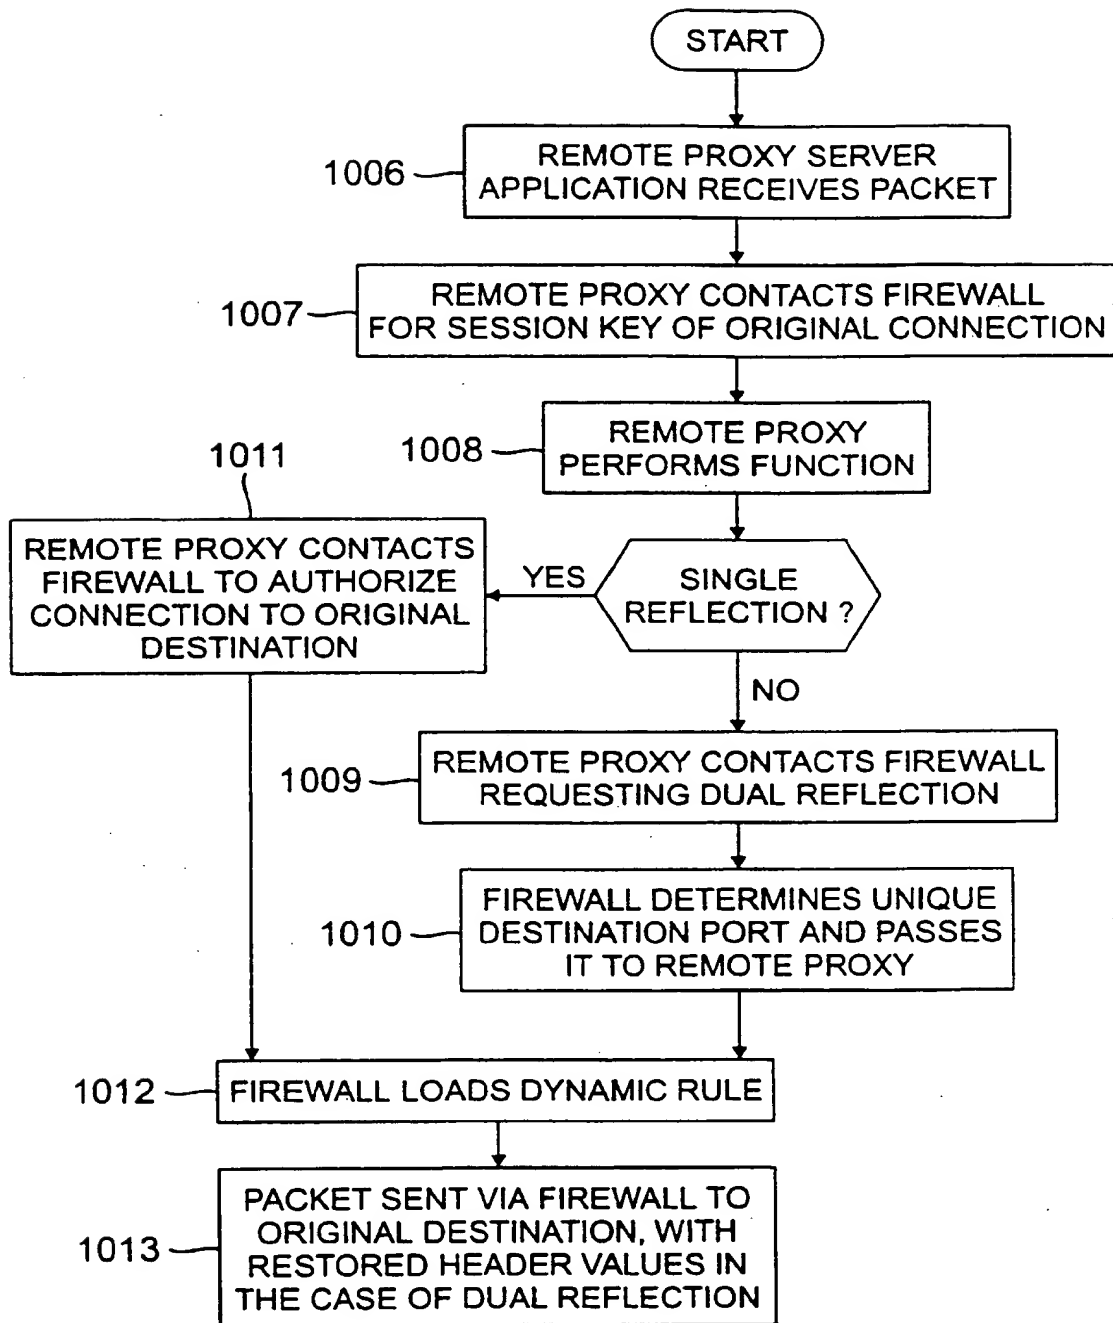 START
1006
REMOTE PROXY SERVER
APPLICATION RECEIVES PACKET
1007
REMOTE PROXY CONTACTS FIREWALL
FOR SESSION KEY OF ORIGINAL CONNECTION
1008
REMOTE PROXY
PERFORMS FUNCTION
1011
REMOTE PROXY CONTACTS
FIREWALL TO AUTHORIZE
CONNECTION TO ORIGINAL
DESTINATION
YES
SINGLE
REFLECTION ?
NO
1009
REMOTE PROXY CONTACTS FIREWALL
REQUESTING DUAL REFLECTION
1010
FIREWALL DETERMINES UNIQUE
DESTINATION PORT AND PASSES
IT TO REMOTE PROXY
1012
FIREWALL LOADS DYNAMIC RULE
1013
PACKET SENT VIA FIREWALL TO
ORIGINAL DESTINATION, WITH
RESTORED HEADER VALUES IN
THE CASE OF DUAL REFLECTION